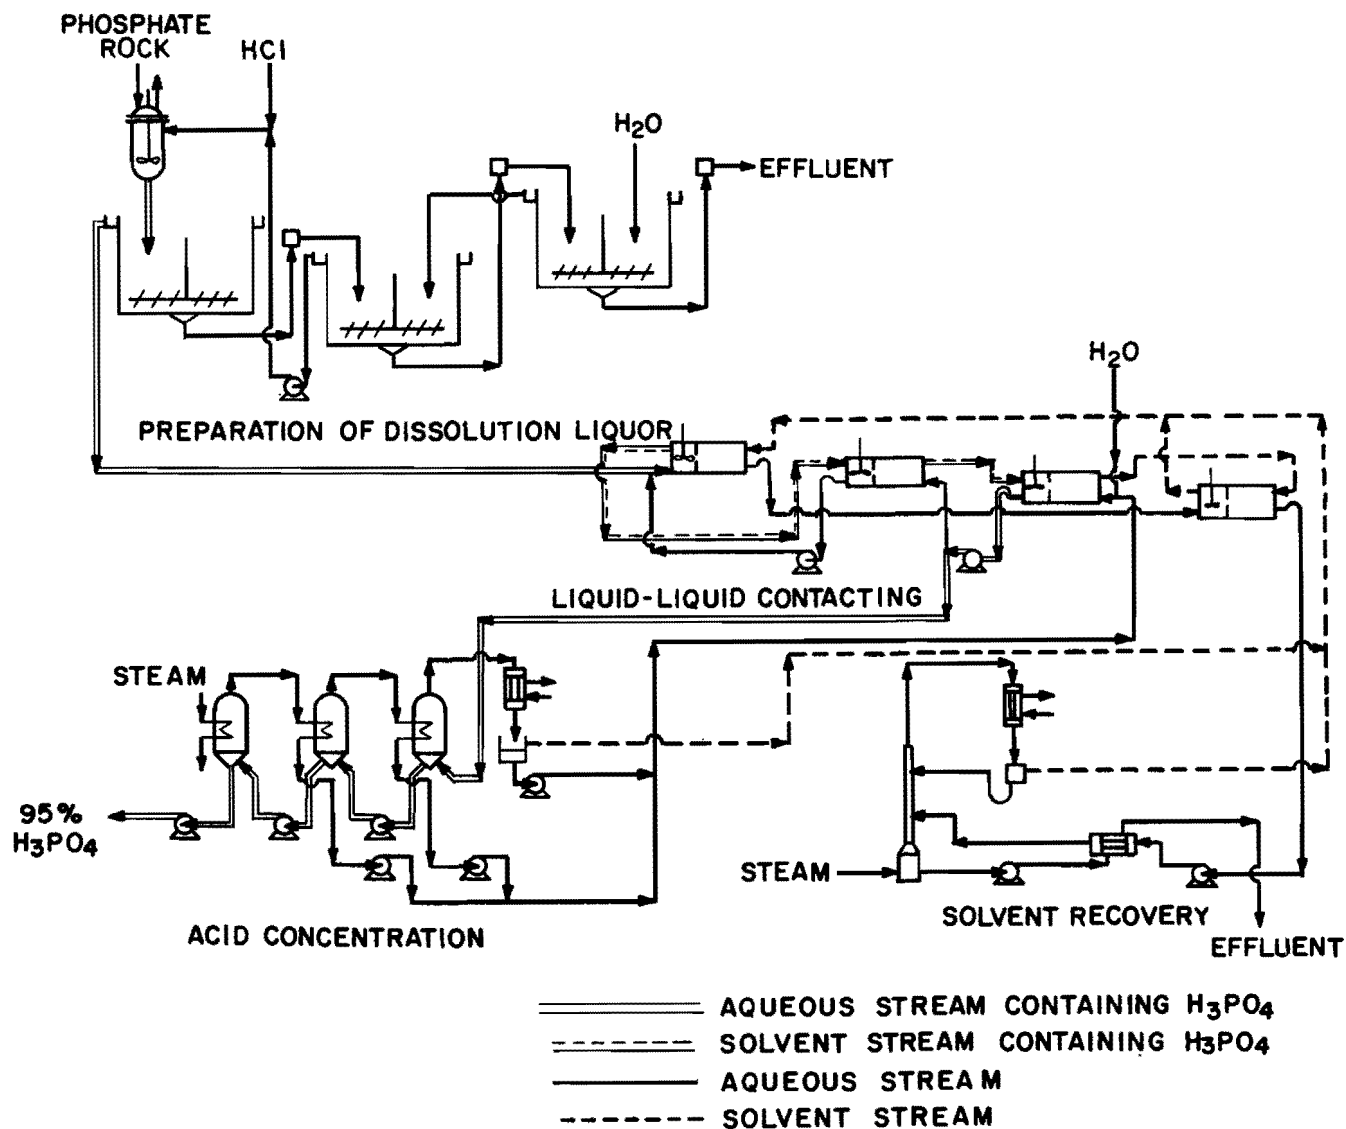 PHOSPHATE
ROCK
HCl
H2O
EFFLUENT
H2O
PREPARATION OF DISSOLUTION LIQUOR
LIQUID-LIQUID CONTACTING
STEAM
95%
H3PO4
STEAM
ACID CONCENTRATION
SOLVENT RECOVERY
EFFLUENT
AQUEOUS STREAM CONTAINING H3PO4
SOLVENT STREAM CONTAINING H3PO4
AQUEOUS STREAM
SOLVENT STREAM